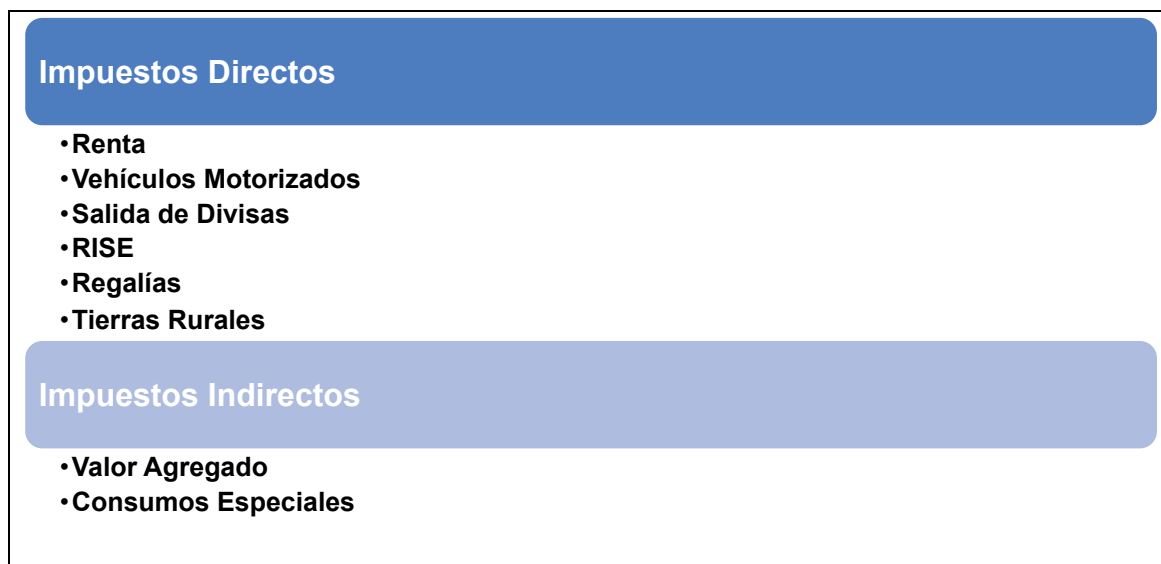 Impuestos Directos
•Renta
•Vehículos Motorizados
•Salida de Divisas
•RISE
•Regalías
•Tierras Rurales
Impuestos Indirectos
•Valor Agregado
•Consumos Especiales